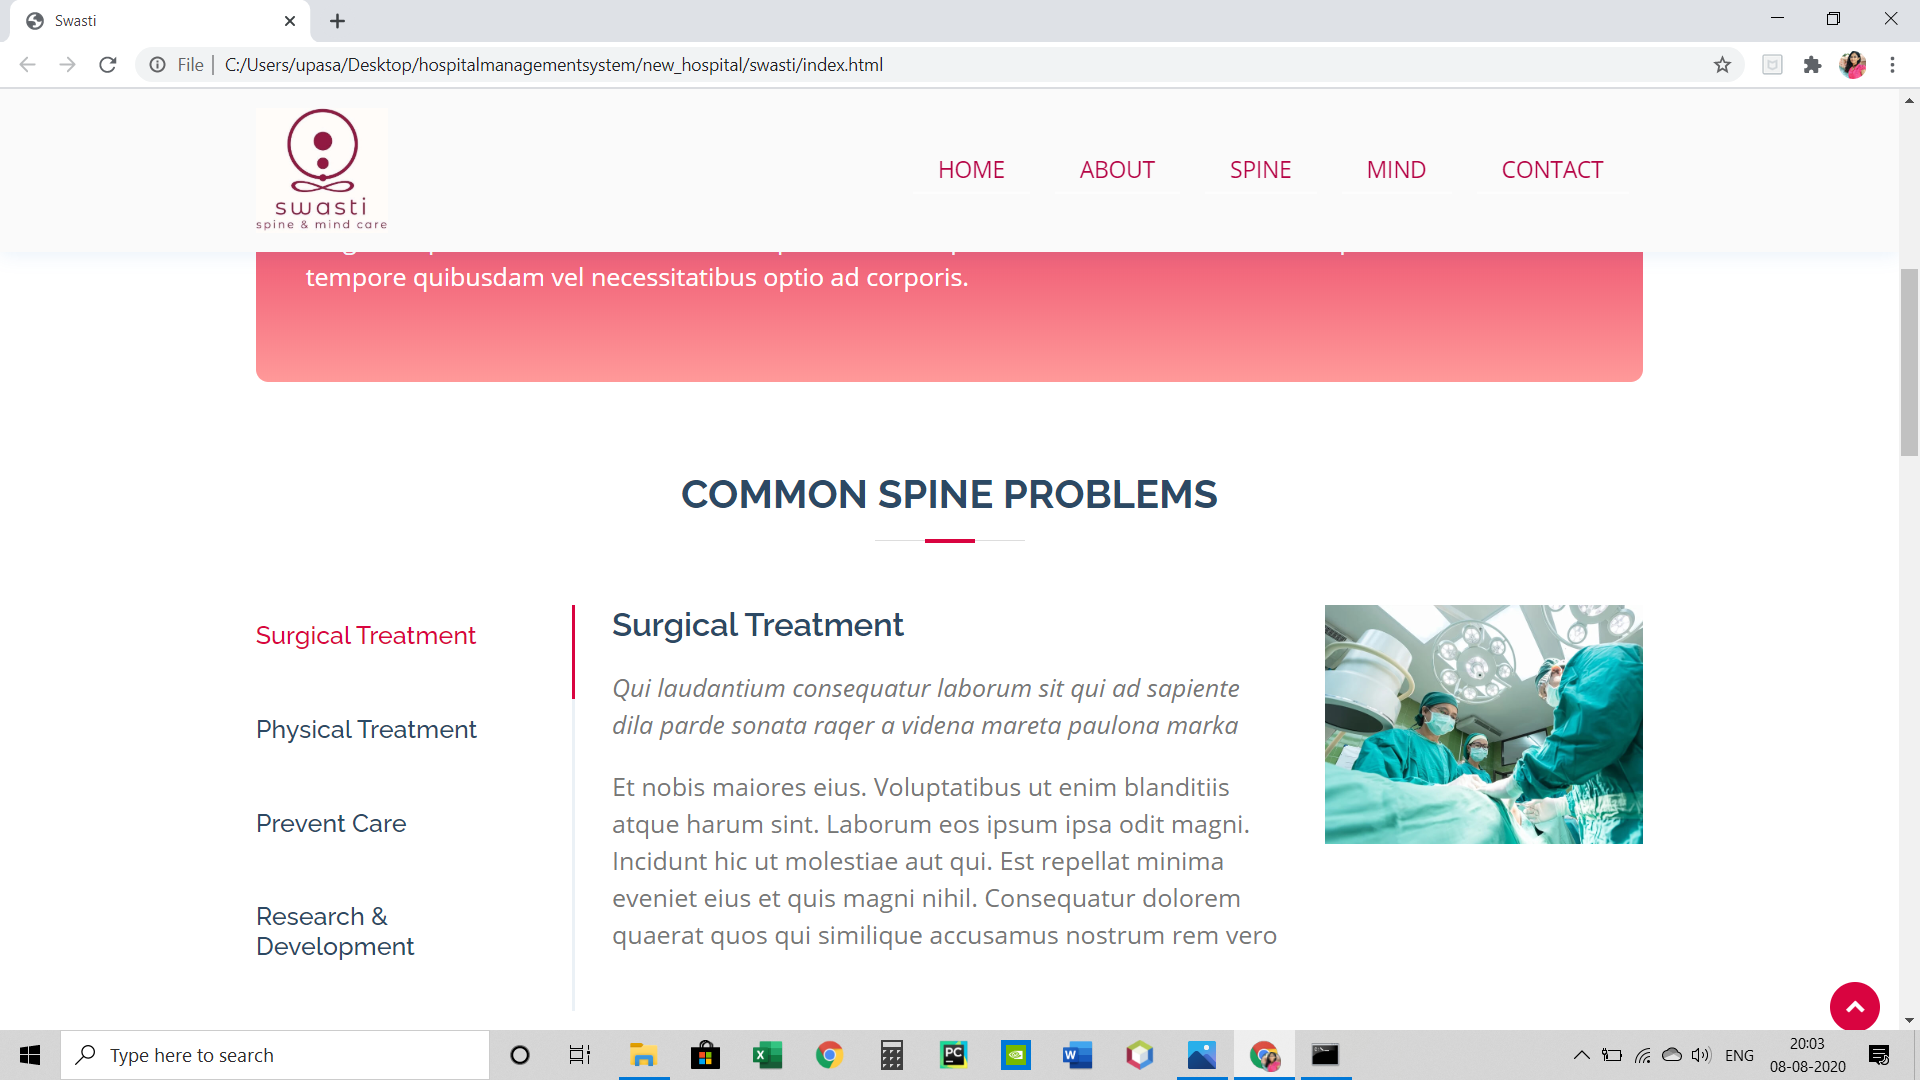 Swasti
File
C:/Users/upasa/Desktop/hospitalmanagementsystem/new_hospital/swasti/index.html
swasti
spine & mind care
HOME
ABOUT
SPINE
MIND
CONTACT
tempore quibusdam vel necessitatibus optio ad corporis.
COMMON SPINE PROBLEMS
Surgical Treatment
Physical Treatment
Prevent Care
Research &
Development
Surgical Treatment
Qui laudantium consequatur laborum sit qui ad sapiente
dila parde sonata raqer a videna mareta paulona marka
Et nobis maiores eius. Voluptatibus ut enim blanditiis
atque harum sint. Laborum eos ipsum ipsa odit magni.
Incidunt hic ut molestiae aut qui. Est repellat minima
eveniet eius et quis magni nihil. Consequatur dolorem
quaerat quos qui similique accusamus nostrum rem vero
Type here to search
PC
ENG
20:03
08-08-2020